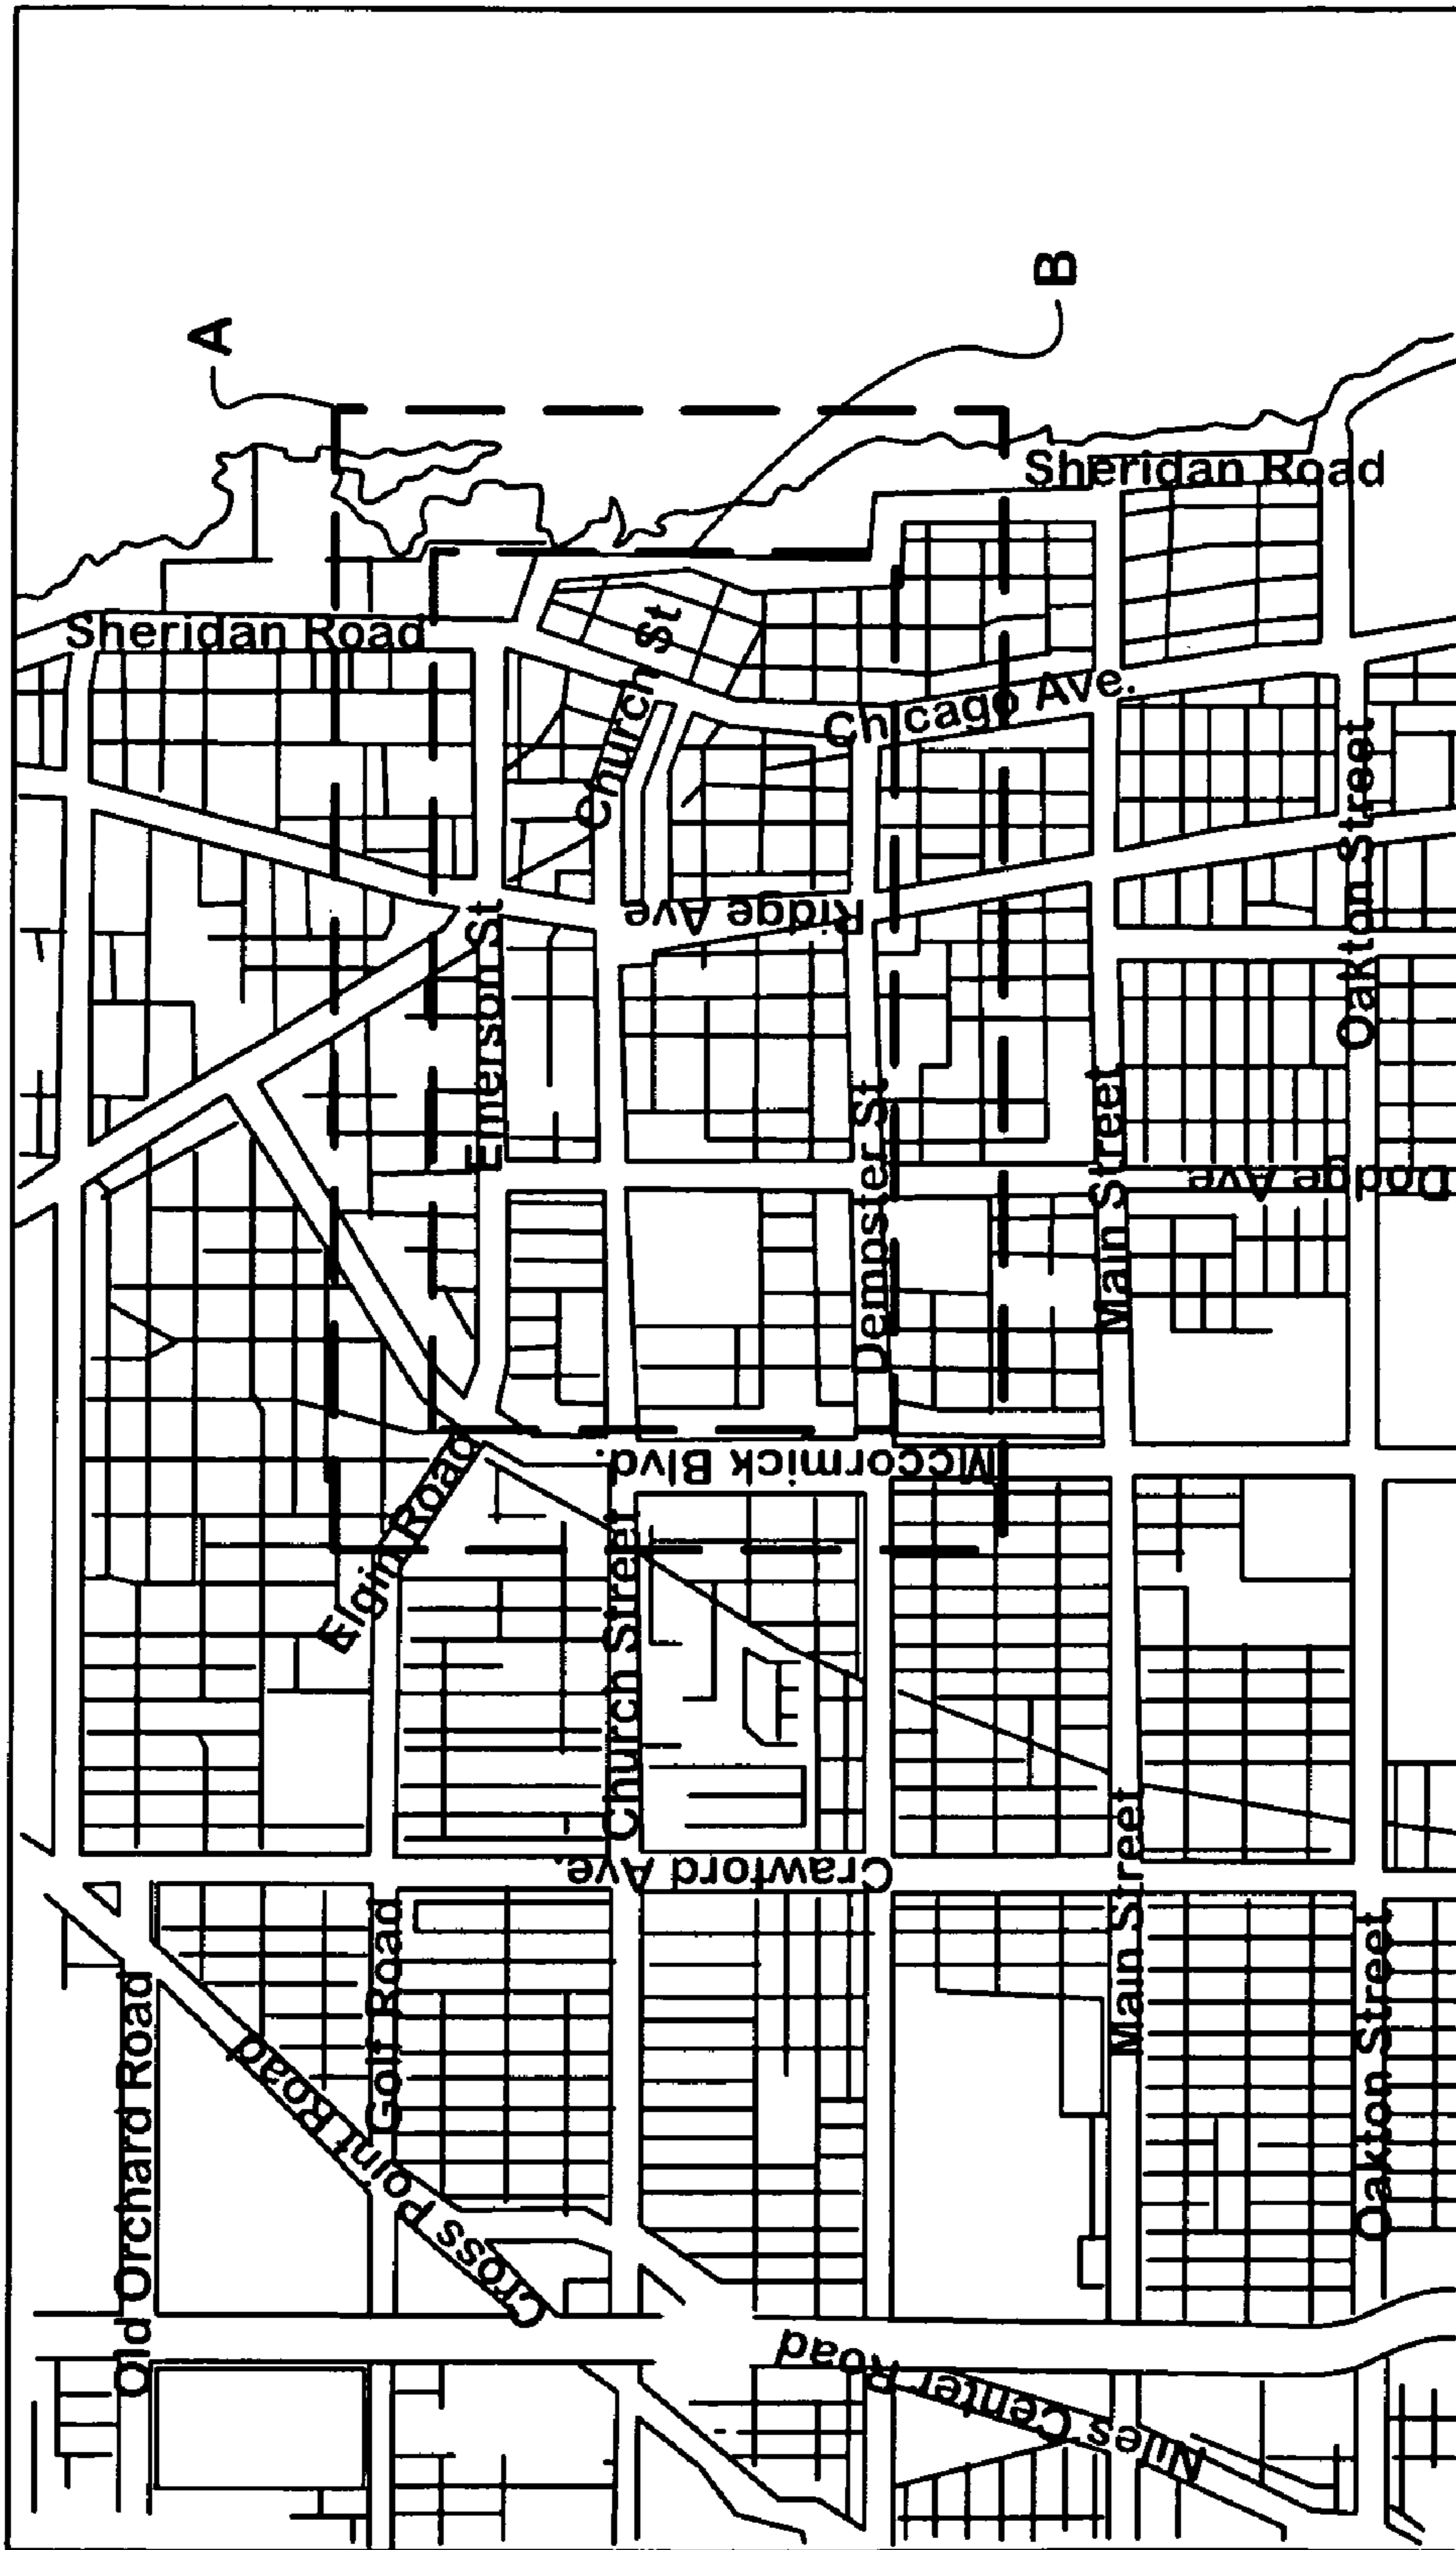 A
B
Sheridan Road
Sheridan Road
Church St
Chicago Ave.
Oakton Street
Ridge Ave
Emerson St
Dempster St
Main Street
Dodge Ave
Mccormick Blvd.
Elgin Road
Church Street
Crawford Ave.
Main Street
Golf Road
Old Orchard Road
Cross Point Road
Oakton Street
Niles Center Road